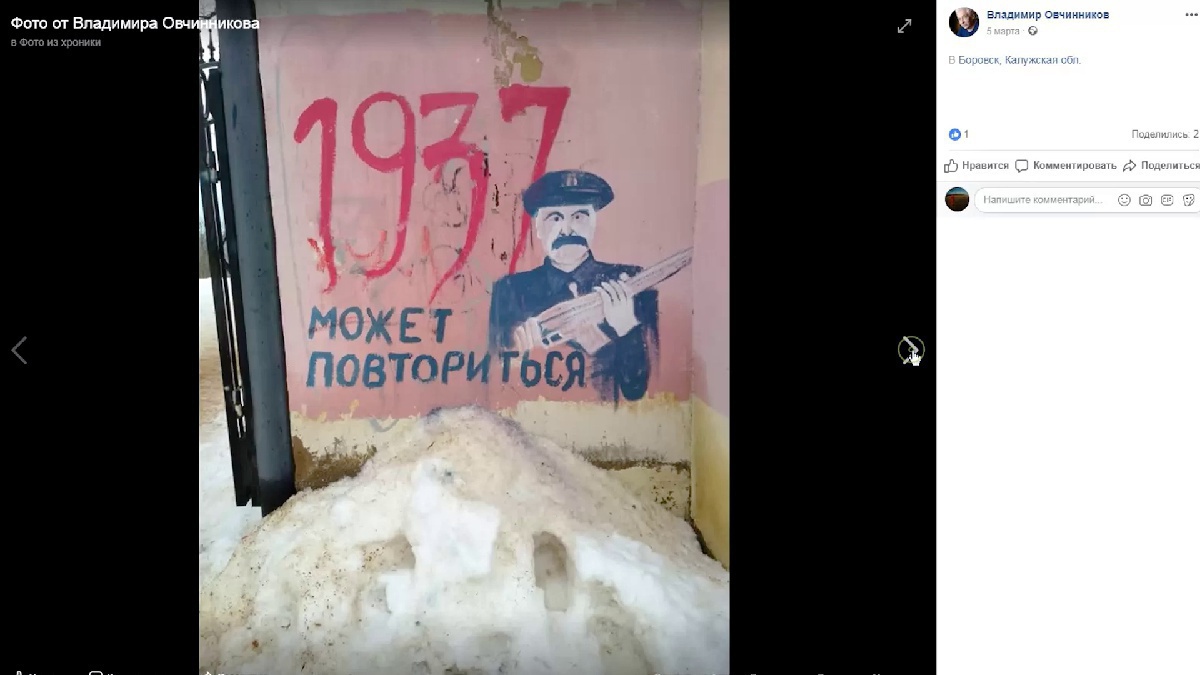 Фото от Владимира Овчинникова
в Фото из хроники
1937
МОЖЕТ
ПОВТОРИТЬСЯ
Владимир Овчинников
5 марта
В Боровск, Калужская обл.
1
Поделились: 2
Нравится Комментировать Поделиться
Напишите комментарий...